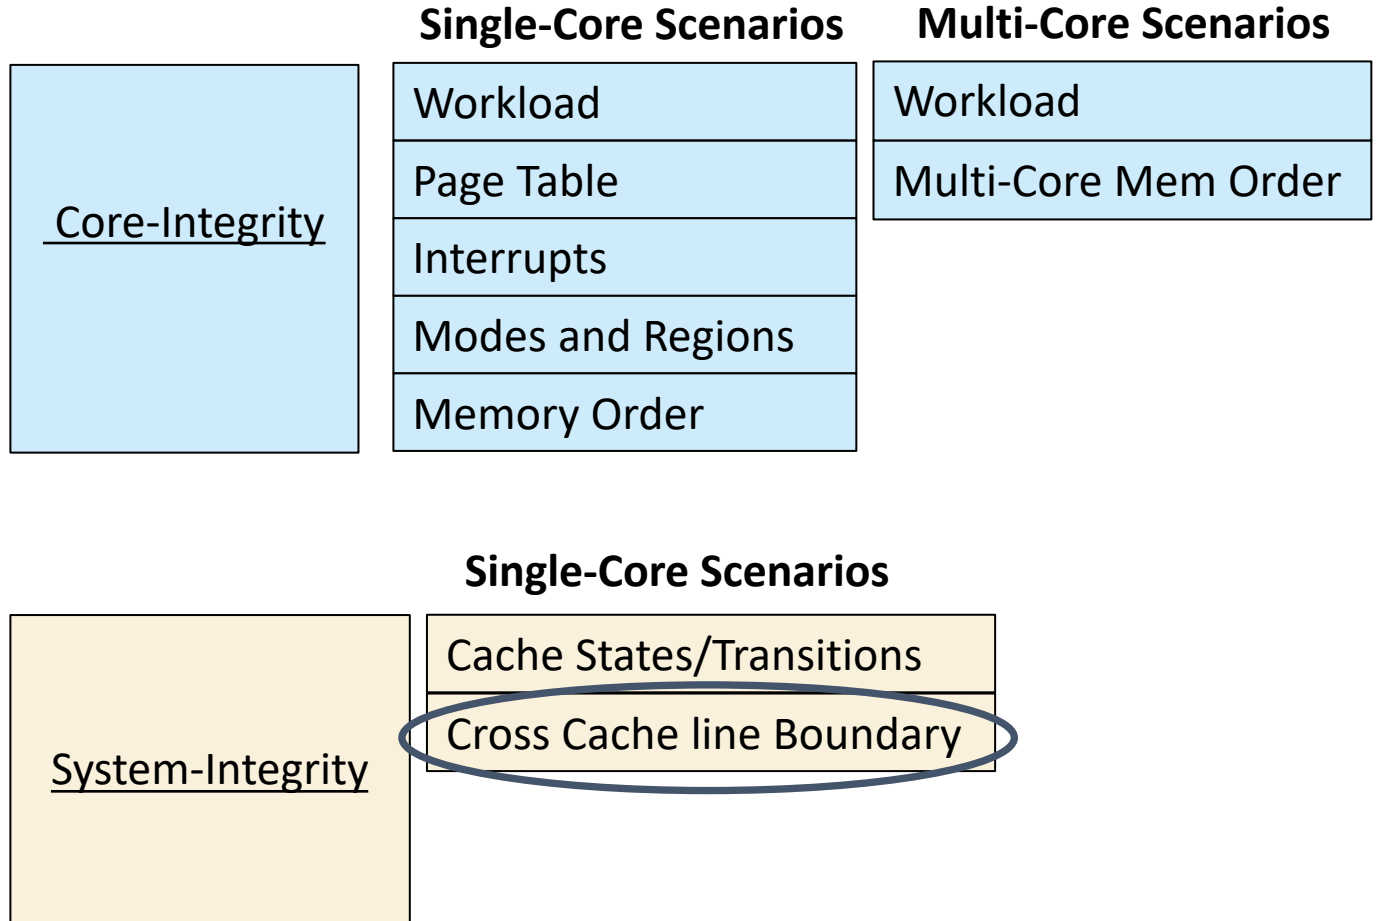 Single-Core Scenarios
Multi-Core Scenarios
Core-Integrity
Workload
Page Table
Interrupts
Modes and Regions
Memory Order
Workload
Multi-Core Mem Order
Single-Core Scenarios
System-Integrity
Cache States/Transitions
Cross Cache line Boundary